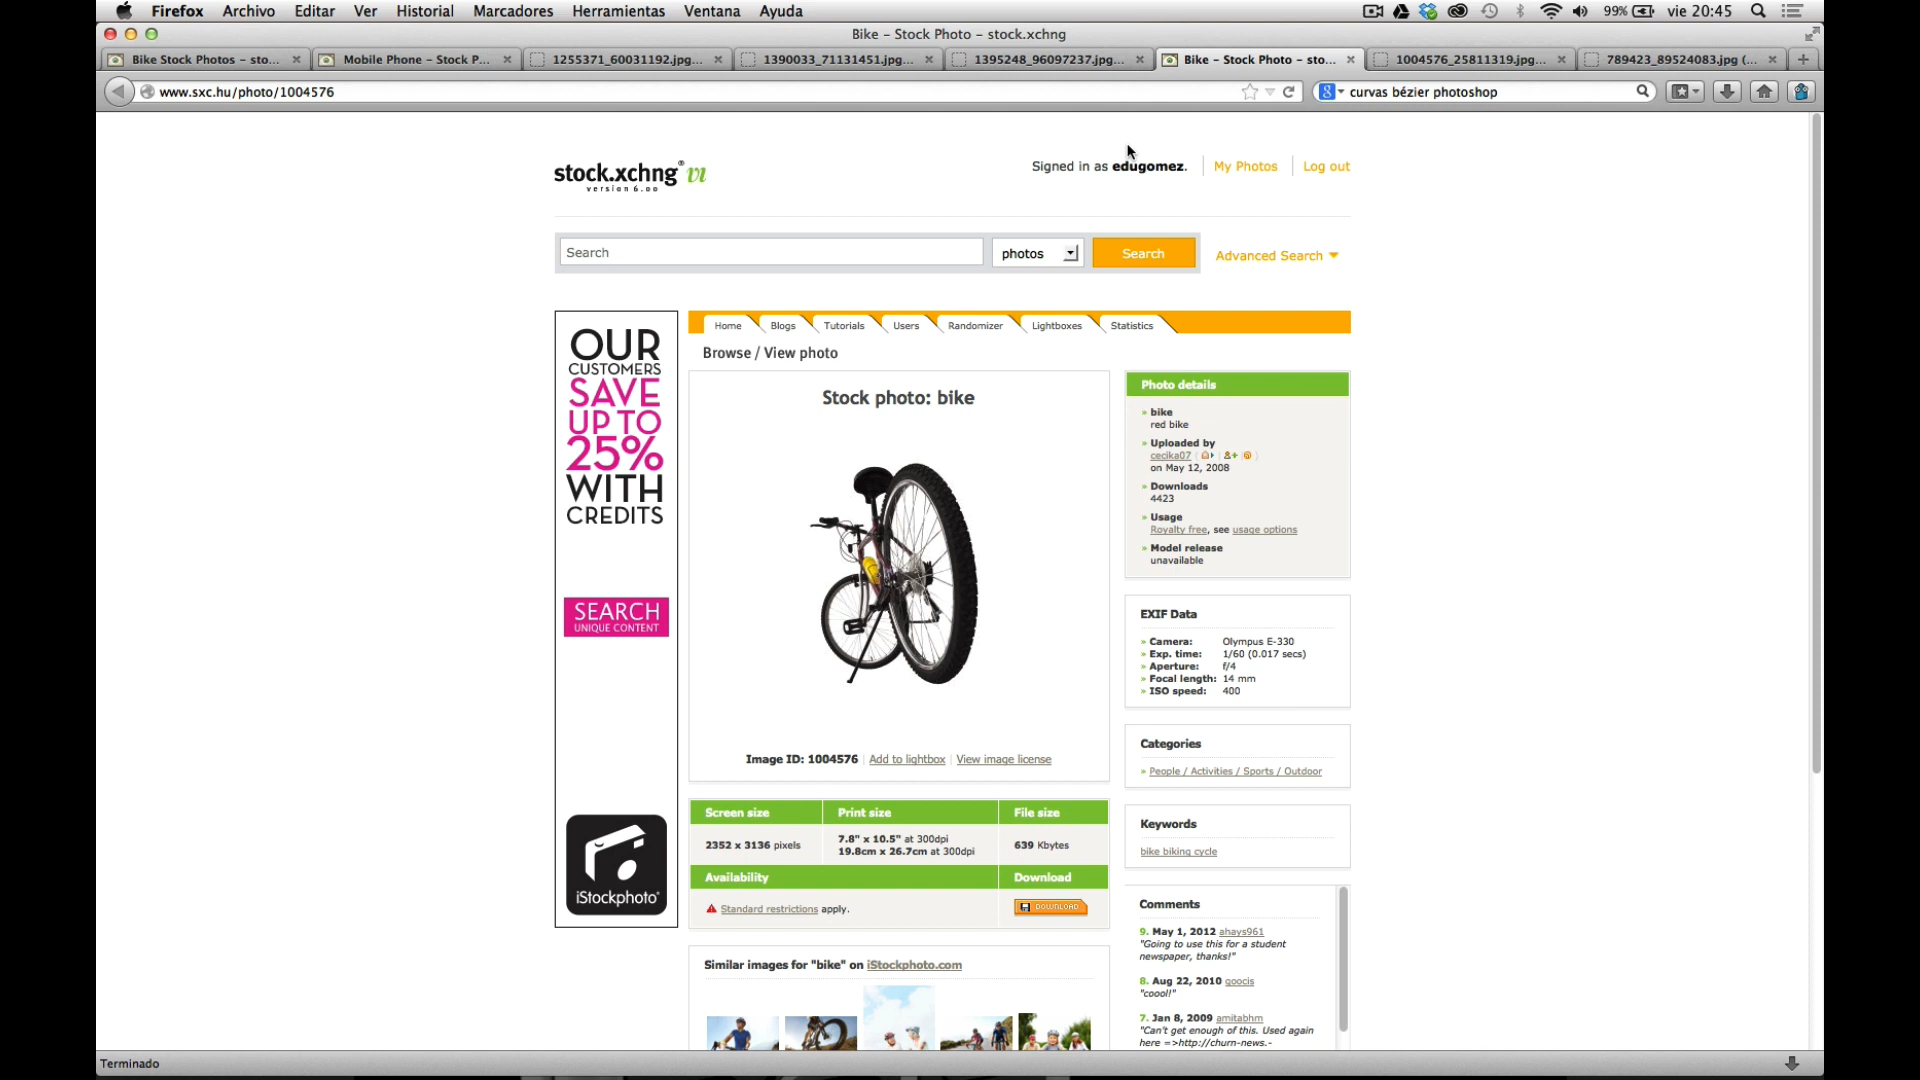 Firefox Archivo Editar Ver Historial Marcadores Herramientas Ventana Ayuda 99% vie 20:45
Bike – Stock Photo – stock.xchng
Bike Stock Photos – sto... Mobile Phone – Stock P... 1255371_60031192.jpg... 1390033_71131451.jpg... 1395248_96097237.jpg... Bike – Stock Photo – sto... 1004576_25811319.jpg... 789423_89524083.jpg (...
www.sxc.hu/photo/1004576 curvas bézier photoshop
stock.xchng® vi
version 6.00
Signed in as edugomez. My Photos Log out
Search photos Search Advanced Search
Home Blogs Tutorials Users Randomizer Lightboxes Statistics
Browse / View photo
OUR
CUSTOMERS
SAVE
UP TO
25%
WITH
CREDITS
SEARCH
UNIQUE CONTENT
iStockphoto®
Stock photo: bike
Image ID: 1004576 Add to lightbox View image license
Screen size Print size File size
2352 x 3136 pixels 7.8" x 10.5" at 300dpi 639 Kbytes
19.8cm x 26.7cm at 300dpi
Availability Download
Standard restrictions apply. DOWNLOAD
Similar images for "bike" on iStockphoto.com
Photo details
» bike
red bike
» Uploaded by
cecika07
on May 12, 2008
» Downloads
4423
» Usage
Royalty free, see usage options
» Model release
unavailable
EXIF Data
» Camera: Olympus E-330
» Exp. time: 1/60 (0.017 secs)
» Aperture: f/4
» Focal length: 14 mm
» ISO speed: 400
Categories
» People / Activities / Sports / Outdoor
Keywords
bike biking cycle
Comments
9. May 1, 2012 ahays961
"Going to use this for a student
newspaper, thanks!"
8. Aug 22, 2010 goocis
"coool!"
7. Jan 8, 2009 amitabhm
"Can't get enough of this. Used again
here =>http://churn-news.-
Terminado